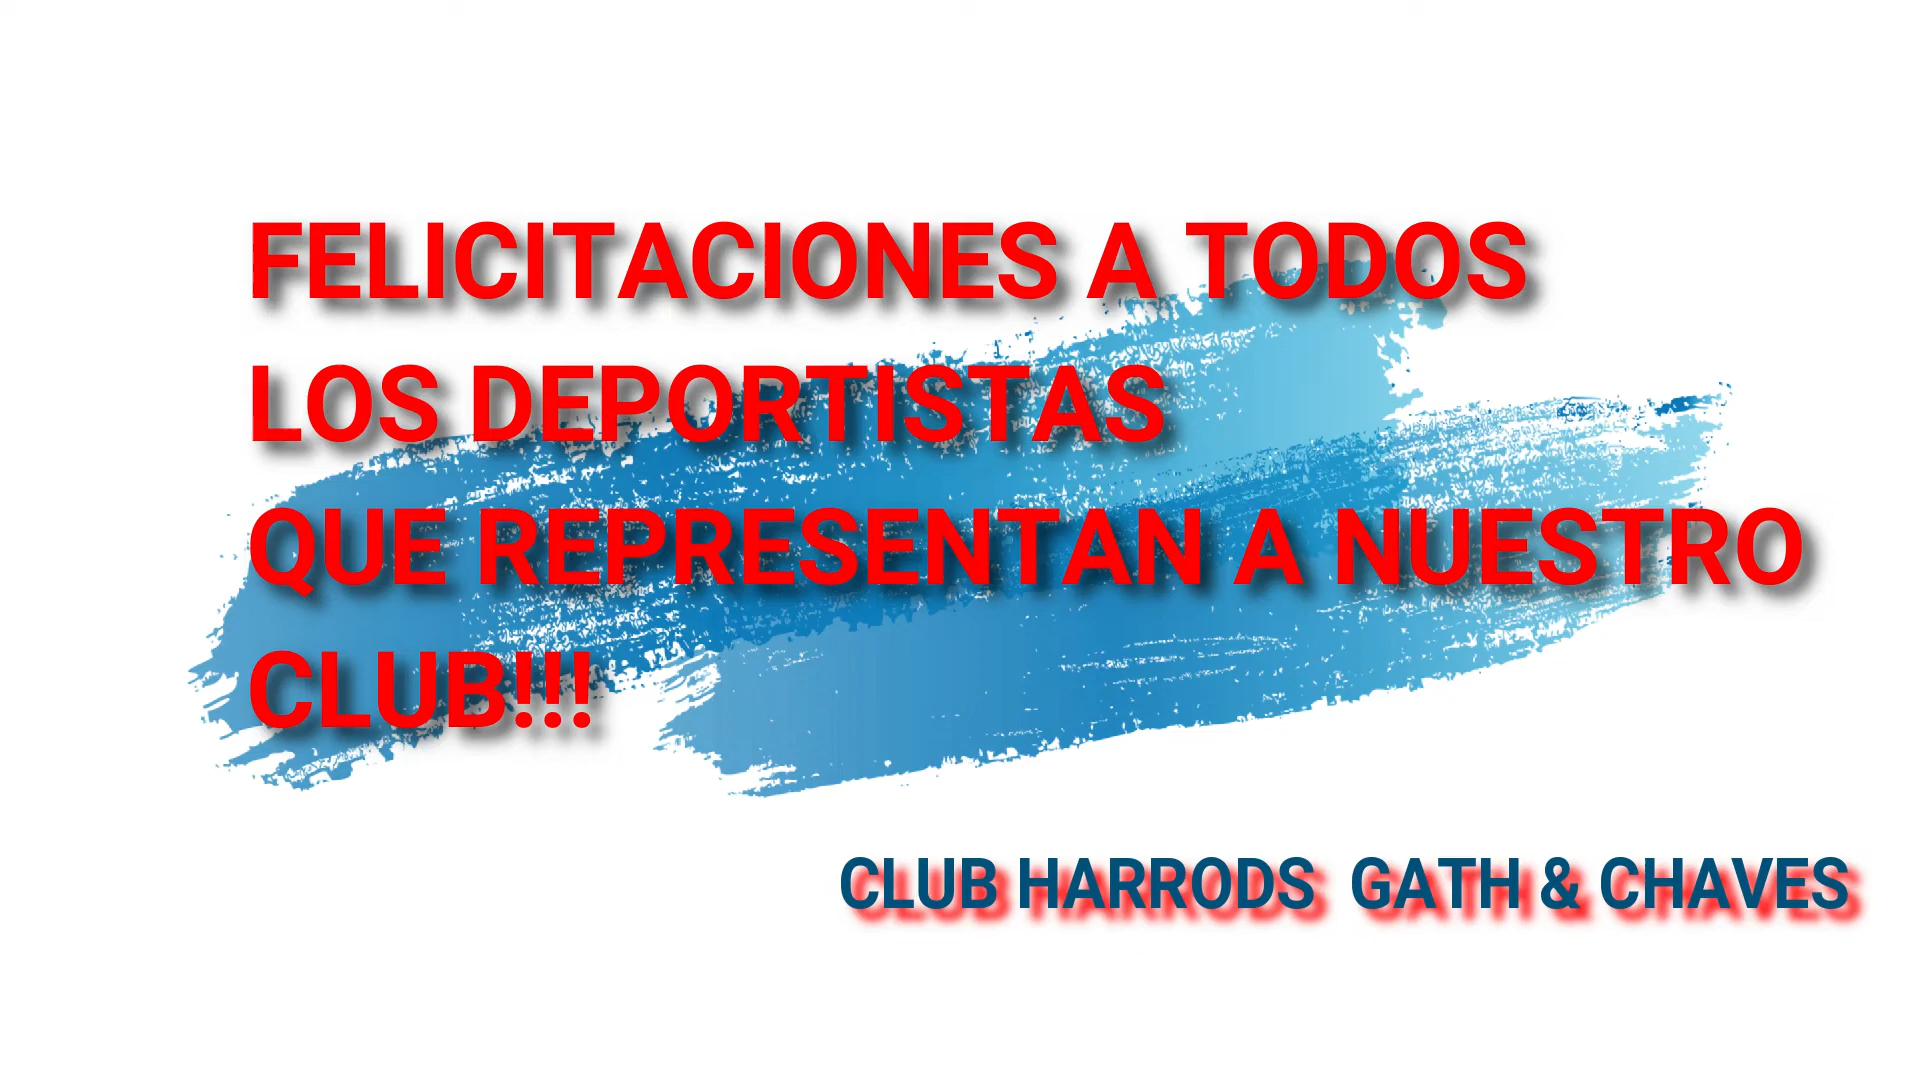 FELICITACIONES A TODOS
LOS DEPORTISTAS
QUE REPRESENTAN A NUESTRO
CLUB!!!
CLUB HARRODS  GATH & CHAVES